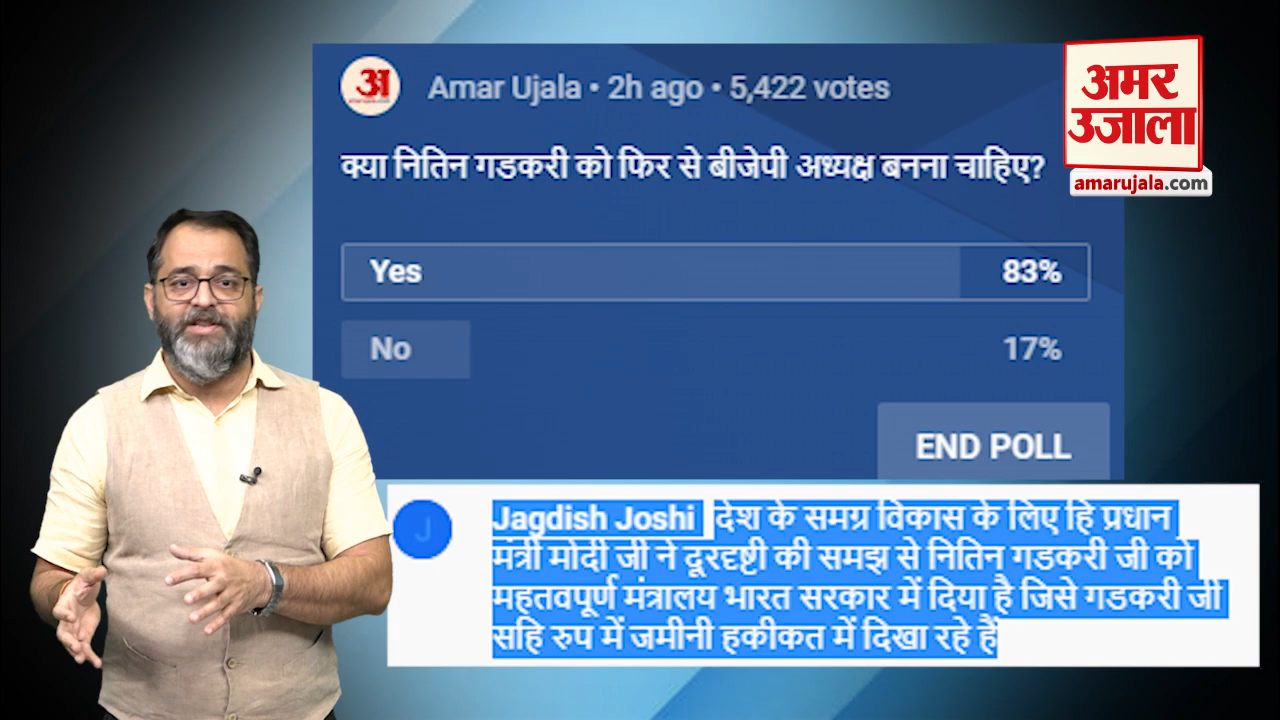 अ
Amar Ujala • 2h ago • 5,422 votes
अमर
उजाला
amarujala.com
क्या नितिन गडकरी को फिर से बीजेपी अध्यक्ष बनना चाहिए?
Yes 83%
No 17%
END POLL
J
Jagdish Joshi देश के समग्र विकास के लिए हि प्रधान
मंत्री मोदी जी ने दूरदृष्टी की समझ से नितिन गडकरी जी को
महतवपूर्ण मंत्रालय भारत सरकार में दिया है जिसे गडकरी जी
सहि रुप में जमीनी हकीकत में दिखा रहे हैं